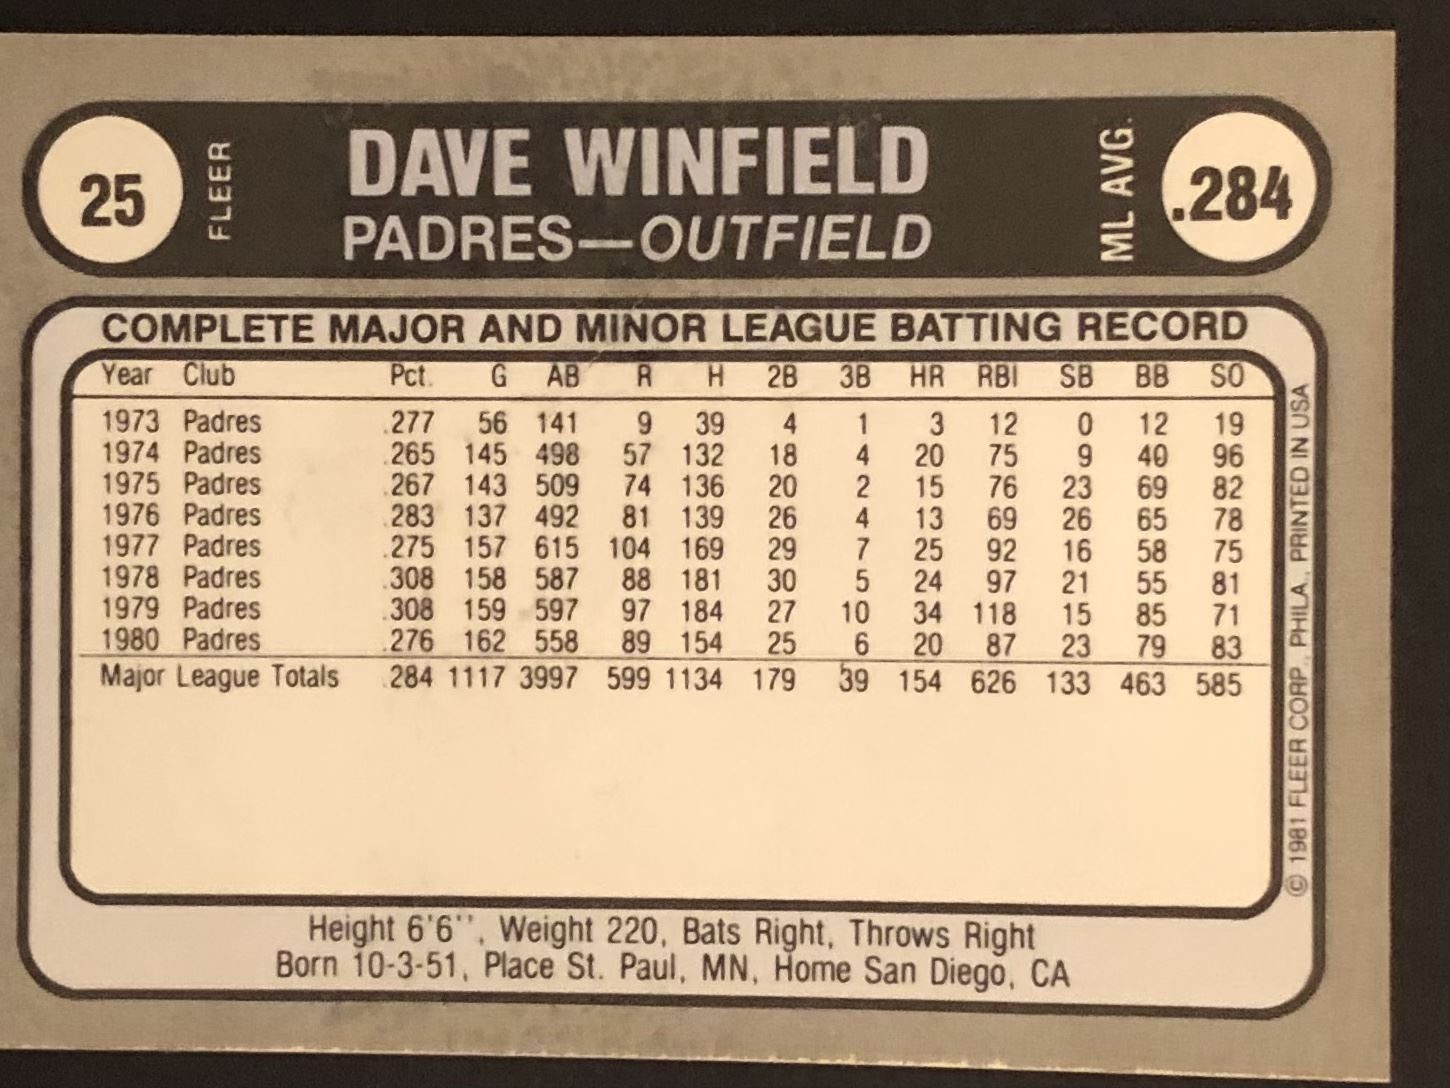 25 FLEER DAVE WINFIELD ML AVG. .284
PADRES—OUTFIELD
COMPLETE MAJOR AND MINOR LEAGUE BATTING RECORD
Year Club Pct. G AB R H 2B 3B HR RBI SB BB SO
1973 Padres .277 56 141 9 39 4 1 3 12 0 12 19
1974 Padres .265 145 498 57 132 18 4 20 75 9 40 96
1975 Padres .267 143 509 74 136 20 2 15 76 23 69 82
1976 Padres .283 137 492 81 139 26 4 13 69 26 65 78
1977 Padres .275 157 615 104 169 29 7 25 92 16 58 75
1978 Padres .308 158 587 88 181 30 5 24 97 21 55 81
1979 Padres .308 159 597 97 184 27 10 34 118 15 85 71
1980 Padres .276 162 558 89 154 25 6 20 87 23 79 83
Major League Totals .284 1117 3997 599 1134 179 39 154 626 133 463 585
Height 6'6'', Weight 220, Bats Right, Throws Right
Born 10-3-51, Place St. Paul, MN, Home San Diego, CA
© 1981 FLEER CORP., PHILA., PRINTED IN USA